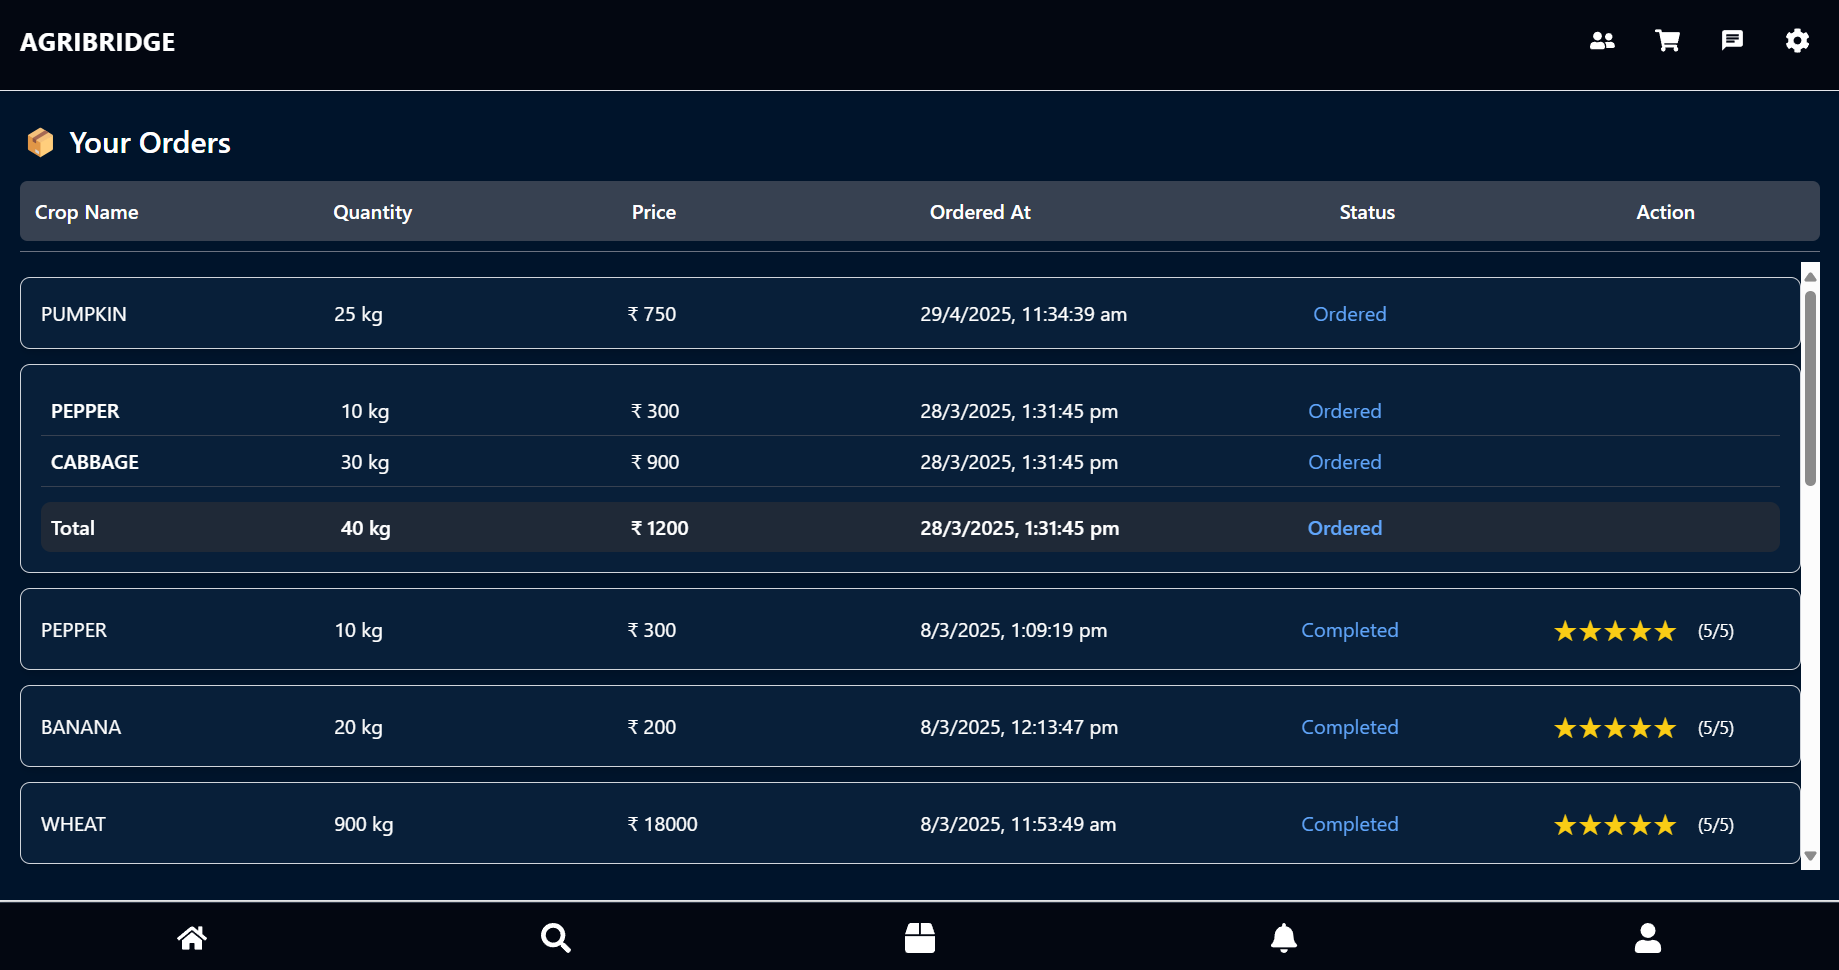 AGRIBRIDGE
Your Orders
Crop Name Quantity Price Ordered At Status Action
PUMPKIN 25 kg ₹ 750 29/4/2025, 11:34:39 am Ordered
PEPPER 10 kg ₹ 300 28/3/2025, 1:31:45 pm Ordered
CABBAGE 30 kg ₹ 900 28/3/2025, 1:31:45 pm Ordered
Total 40 kg ₹ 1200 28/3/2025, 1:31:45 pm Ordered
PEPPER 10 kg ₹ 300 8/3/2025, 1:09:19 pm Completed ★★★★★ (5/5)
BANANA 20 kg ₹ 200 8/3/2025, 12:13:47 pm Completed ★★★★★ (5/5)
WHEAT 900 kg ₹ 18000 8/3/2025, 11:53:49 am Completed ★★★★★ (5/5)